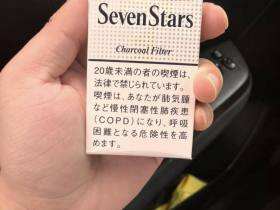 SevenStars
Charcoal Filter
20歳未満の者の喫煙は、
法律で禁じられています。
喫煙は、あなたが肺気腫
など慢性閉塞性肺疾患
(COPD)になり、呼吸
困難となる危険性を高
めます。